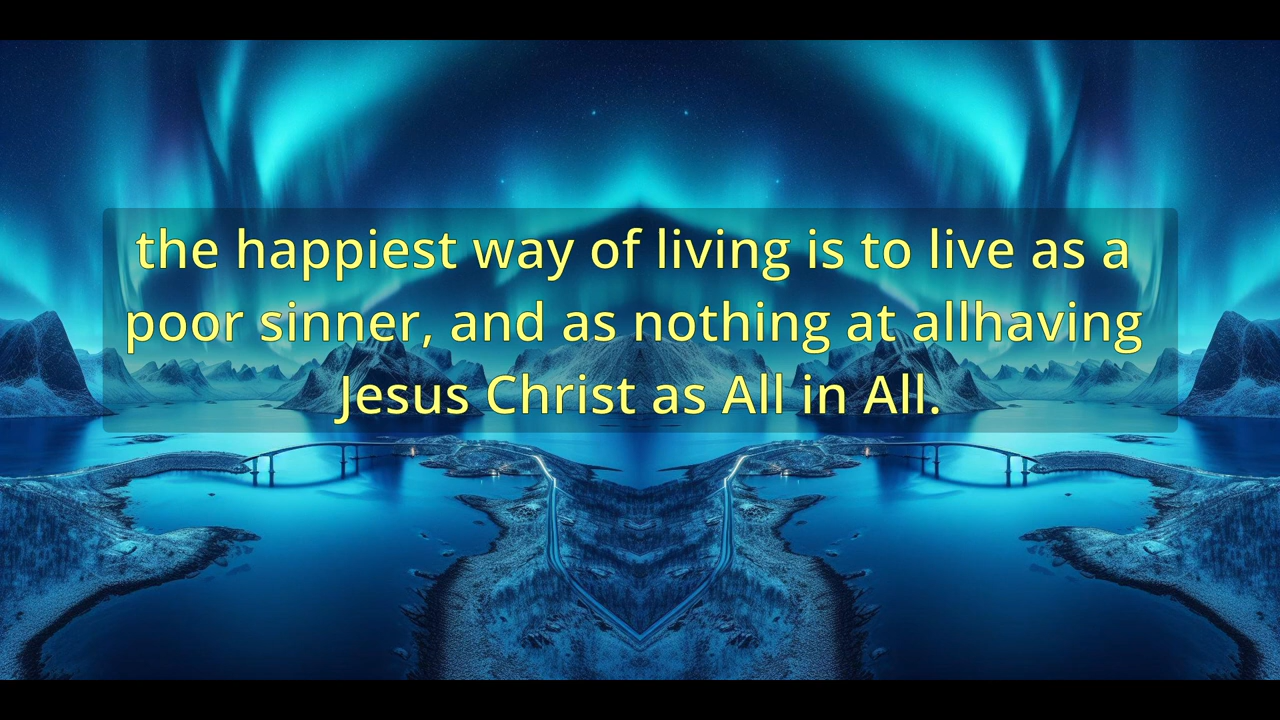 the happiest way of living is to live as a
poor sinner, and as nothing at allhaving
Jesus Christ as All in All.